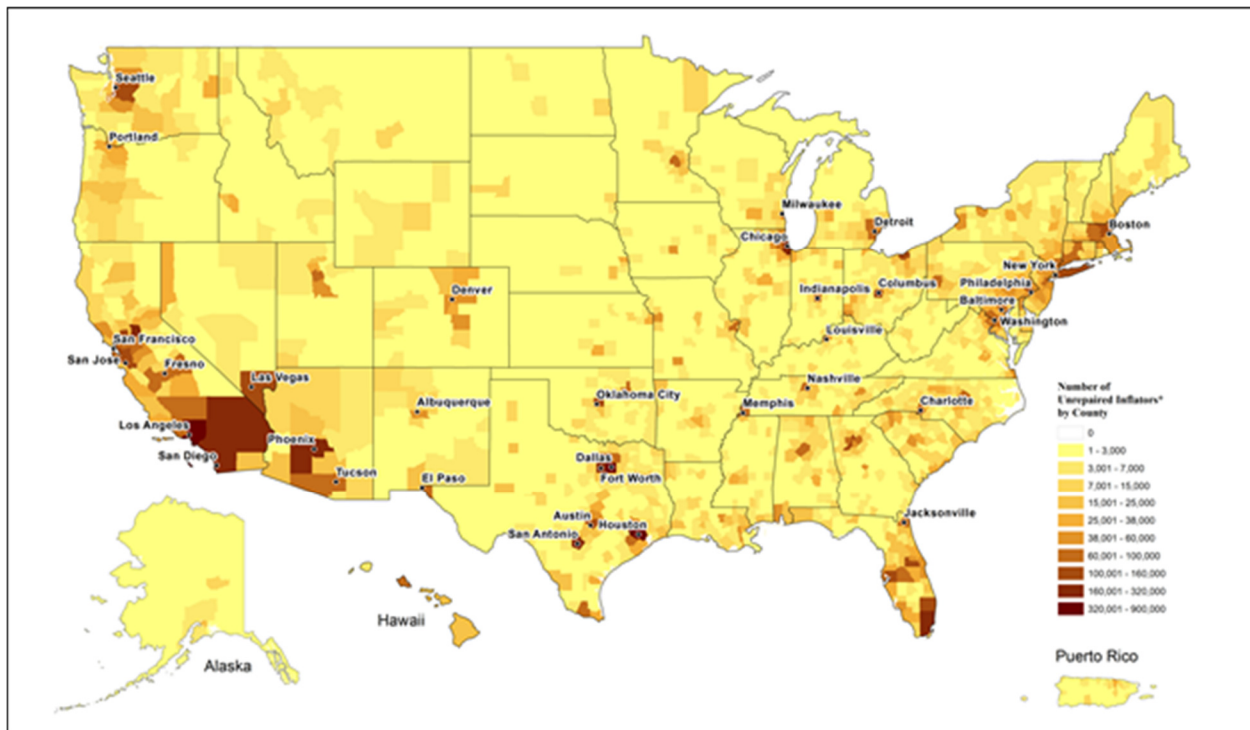 Seattle
Portland
Milwaukee
Detroit
Boston
Chicago
New York
Philadelphia
Indianapolis
Columbus
Baltimore
Denver
Washington
Louisville
San Francisco
San Jose
Fresno
Las Vegas
Nashville
Oklahoma City
Albuquerque
Memphis
Charlotte
Los Angeles
Phoenix
San Diego
Tucson
Dallas
El Paso
Fort Worth
Austin
Houston
Jacksonville
San Antonio
Number of
Unrepaired Inflators*
by County
0
1 - 3,000
3,001 - 7,000
7,001 - 15,000
15,001 - 25,000
25,001 - 38,000
38,001 - 60,000
60,001 - 100,000
100,001 - 160,000
160,001 - 320,000
320,001 - 900,000
Hawaii
Alaska
Puerto Rico